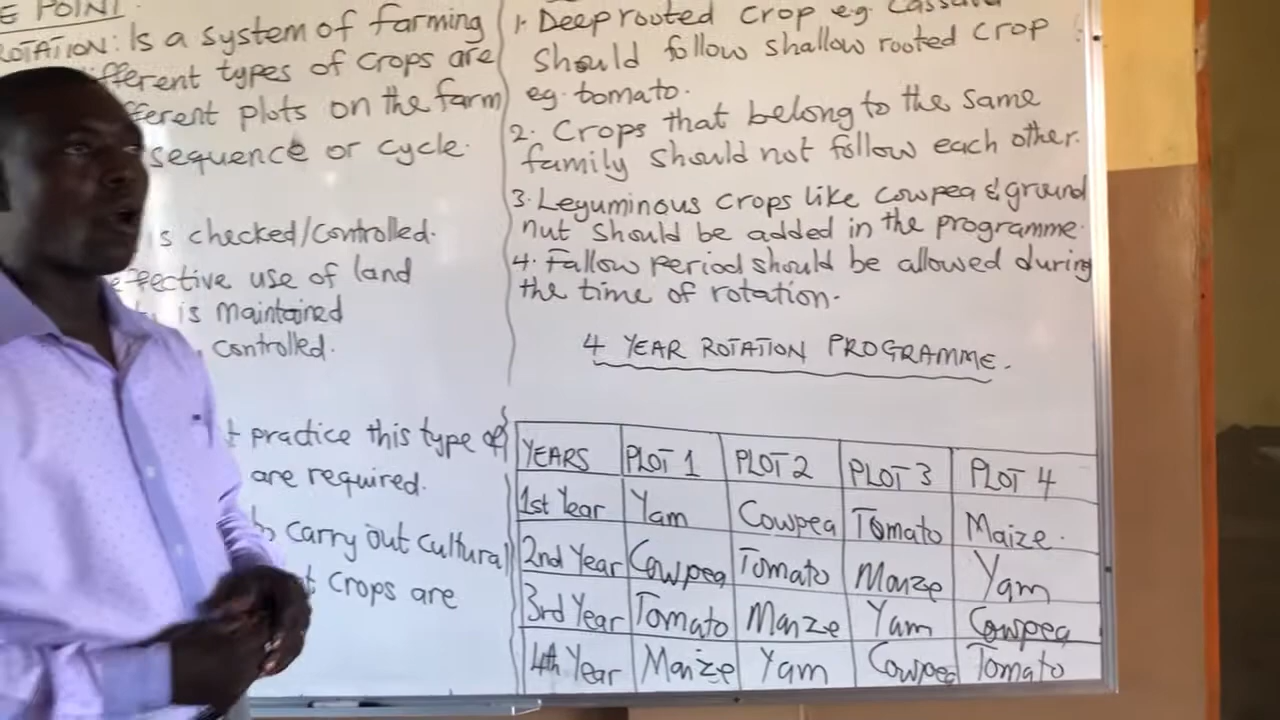 E POINT
ROTATION: Is a system of farming
ifferent types of crops are
fferent plots on the farm
sequence or cycle.
is checked/controlled.
effective use of land
is maintained
controlled.
t practice this type of
are required.
to carry out cultural
t crops are
1. Deep rooted crop e.g Cassava
should follow shallow rooted crop
eg. tomato.
2. Crops that belong to the same
family should not follow each other.
3. Leguminous crops like cowpea & ground
nut should be added in the programme.
4. Fallow period should be allowed during
the time of rotation.
4 YEAR ROTATION PROGRAMME.
YEARS PLOT 1 PLOT 2 PLOT 3 PLOT 4
1st Year Yam Cowpea Tomato Maize.
2nd Year Cowpea Tomato Maize Yam
3rd Year Tomato Maize Yam Cowpea
4th Year Maize Yam Cowpea Tomato